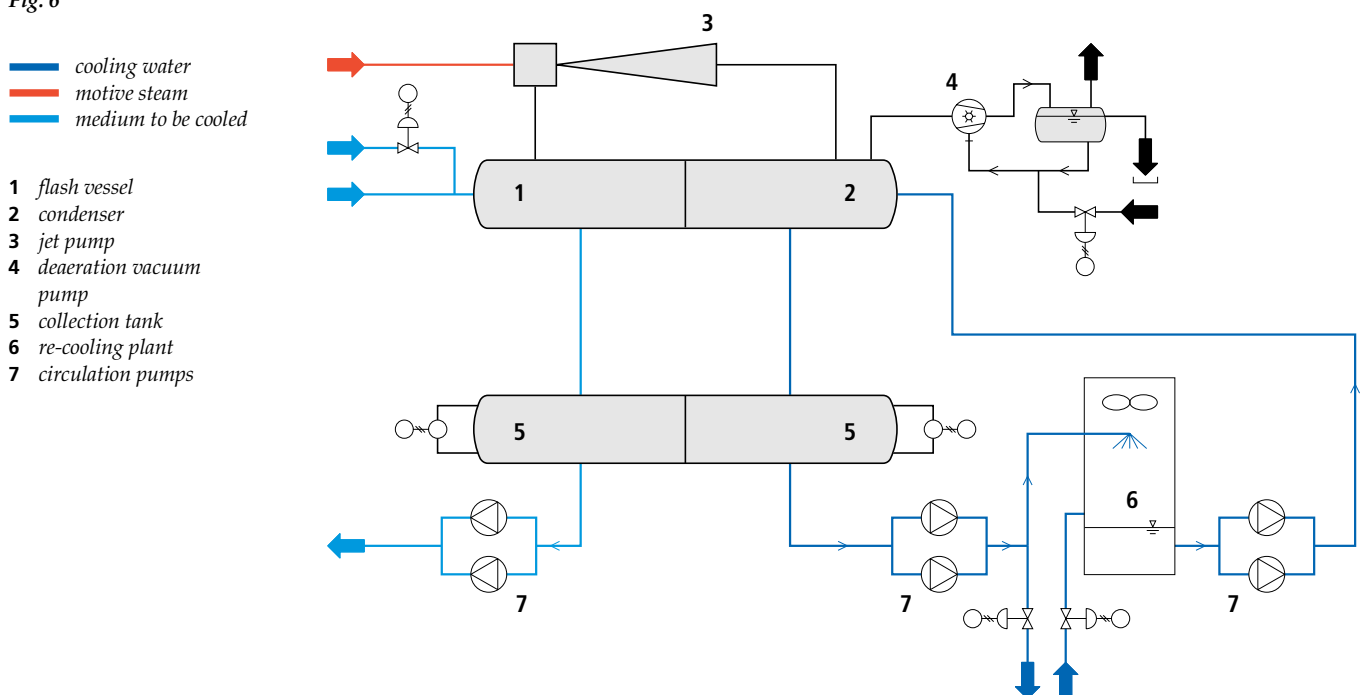 Fig. 6
cooling water
motive steam
medium to be cooled
1 flash vessel
2 condenser
3 jet pump
4 deaeration vacuum
pump
5 collection tank
6 re-cooling plant
7 circulation pumps
3
4
1
2
5
5
6
7
7
7